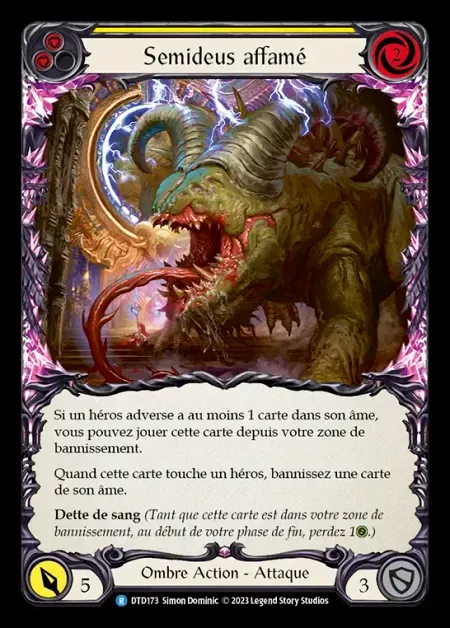 Semideus affamé
2
Si un héros adverse a au moins 1 carte dans son âme,
vous pouvez jouer cette carte depuis votre zone de
bannissement.
Quand cette carte touche un héros, bannissez une carte
de son âme.
Dette de sang (Tant que cette carte est dans votre zone de
bannissement, au début de votre phase de fin, perdez 1.)
5
Ombre Action - Attaque
3
R DTD173 Simon Dominic © 2023 Legend Story Studios